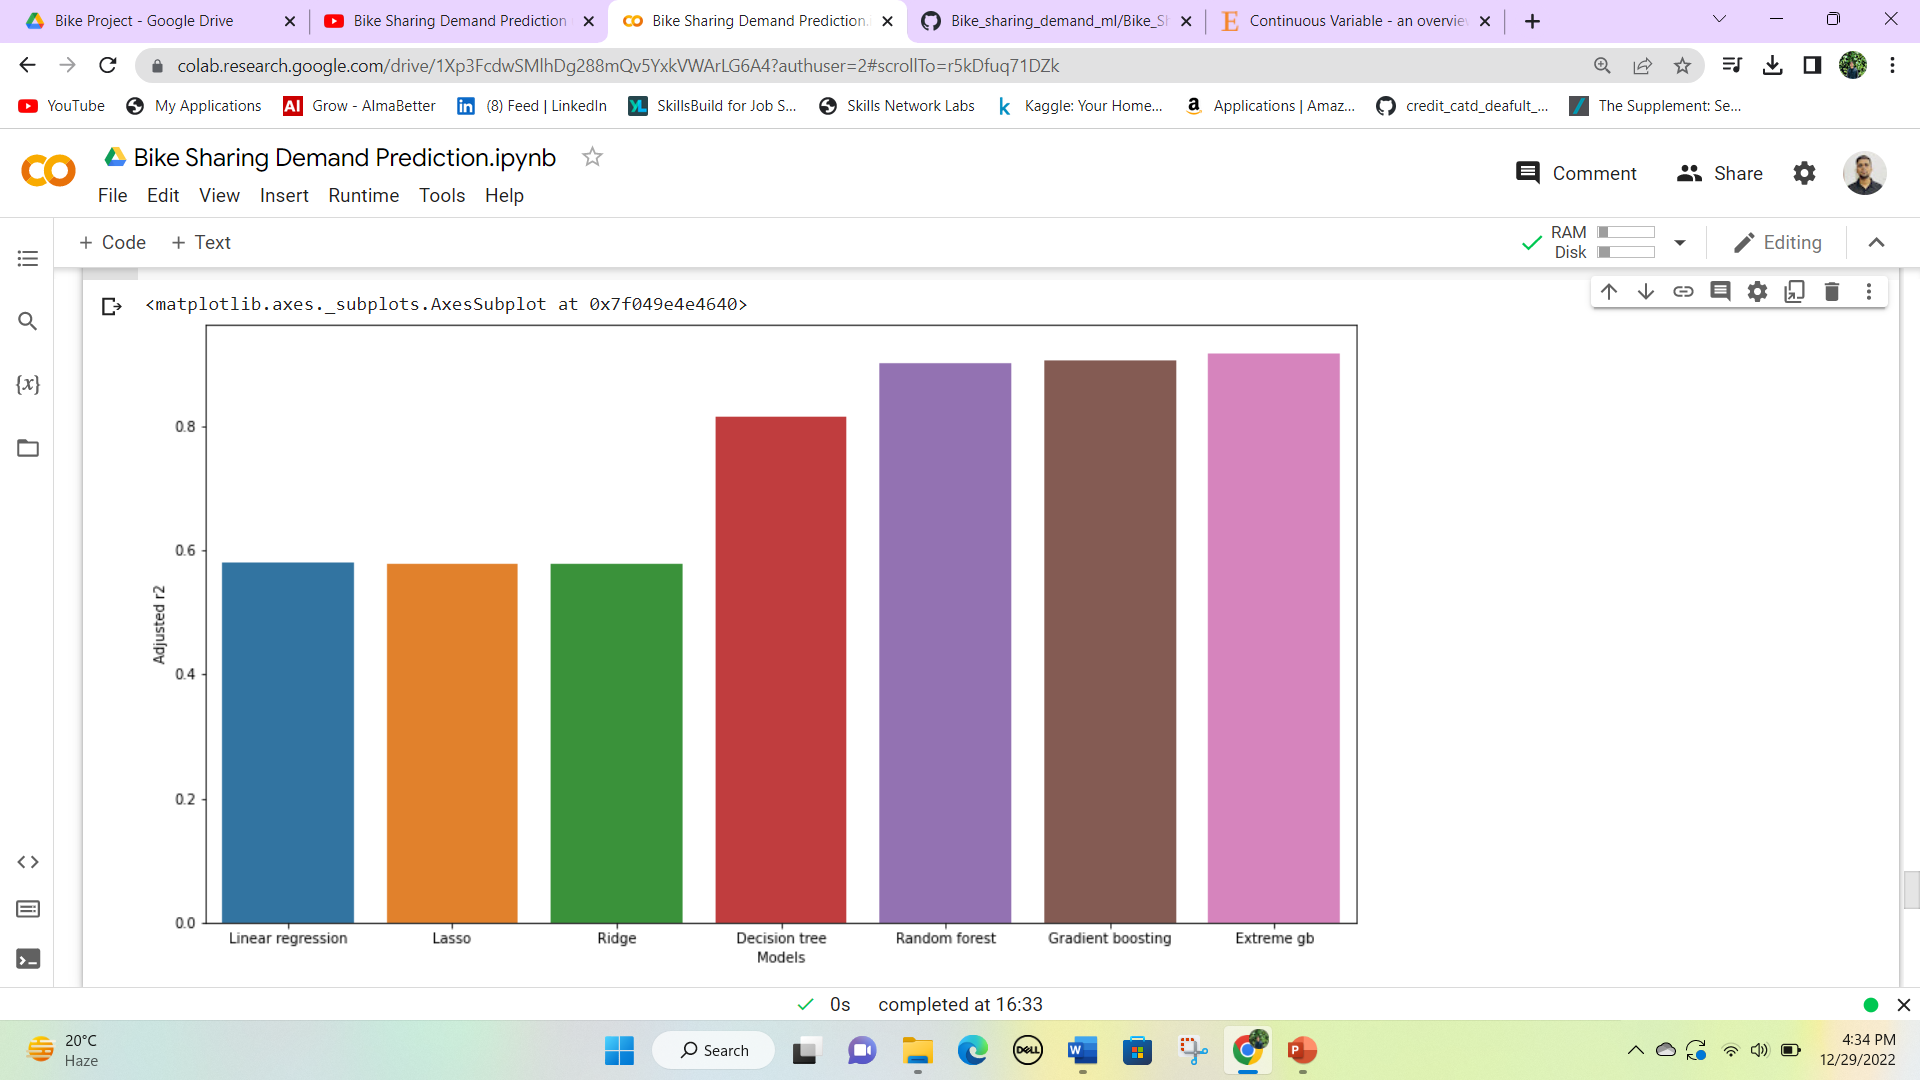 Bike Project - Google Drive
Bike Sharing Demand Prediction
Bike Sharing Demand Prediction.
Bike_sharing_demand_ml/Bike_S
Continuous Variable - an overvie
colab.research.google.com/drive/1Xp3FcdwSMlhDg288mQv5YxkVWArLG6A4?authuser=2#scrollTo=r5kDfuq71DZk
YouTube
My Applications
Grow - AlmaBetter
(8) Feed | LinkedIn
SkillsBuild for Job S...
Skills Network Labs
Kaggle: Your Home...
Applications | Amaz...
credit_catd_deafult_...
The Supplement: Se...
Bike Sharing Demand Prediction.ipynb
Comment
Share
File Edit View Insert Runtime Tools Help
+ Code + Text
RAM
Disk
Editing
<matplotlib.axes._subplots.AxesSubplot at 0x7f049e4e4640>
0.8
0.6
0.4
0.2
0.0
Adjusted r2
Linear regression Lasso Ridge Decision tree Random forest Gradient boosting Extreme gb
Models
0s completed at 16:33
20°C
Haze
Search
4:34 PM
12/29/2022